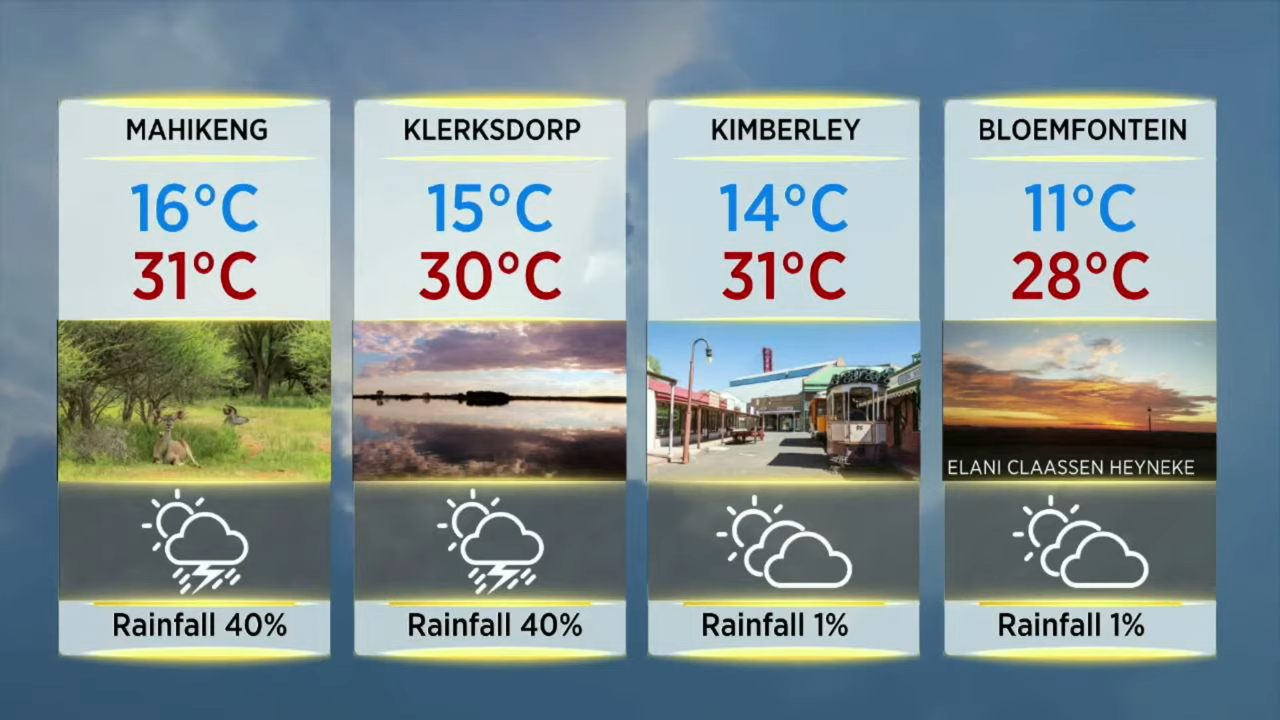 MAHIKENG
16°C
31°C
Rainfall 40%
KLERKSDORP
15°C
30°C
Rainfall 40%
KIMBERLEY
14°C
31°C
Rainfall 1%
BLOEMFONTEIN
11°C
28°C
ELANI CLAASSEN HEYNEKE
Rainfall 1%